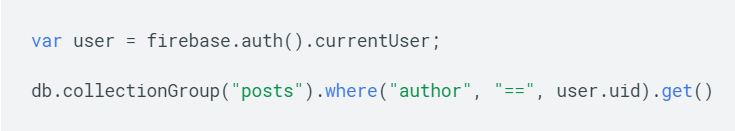 var user = firebase.auth().currentUser;
db.collectionGroup("posts").where("author", "==", user.uid).get()